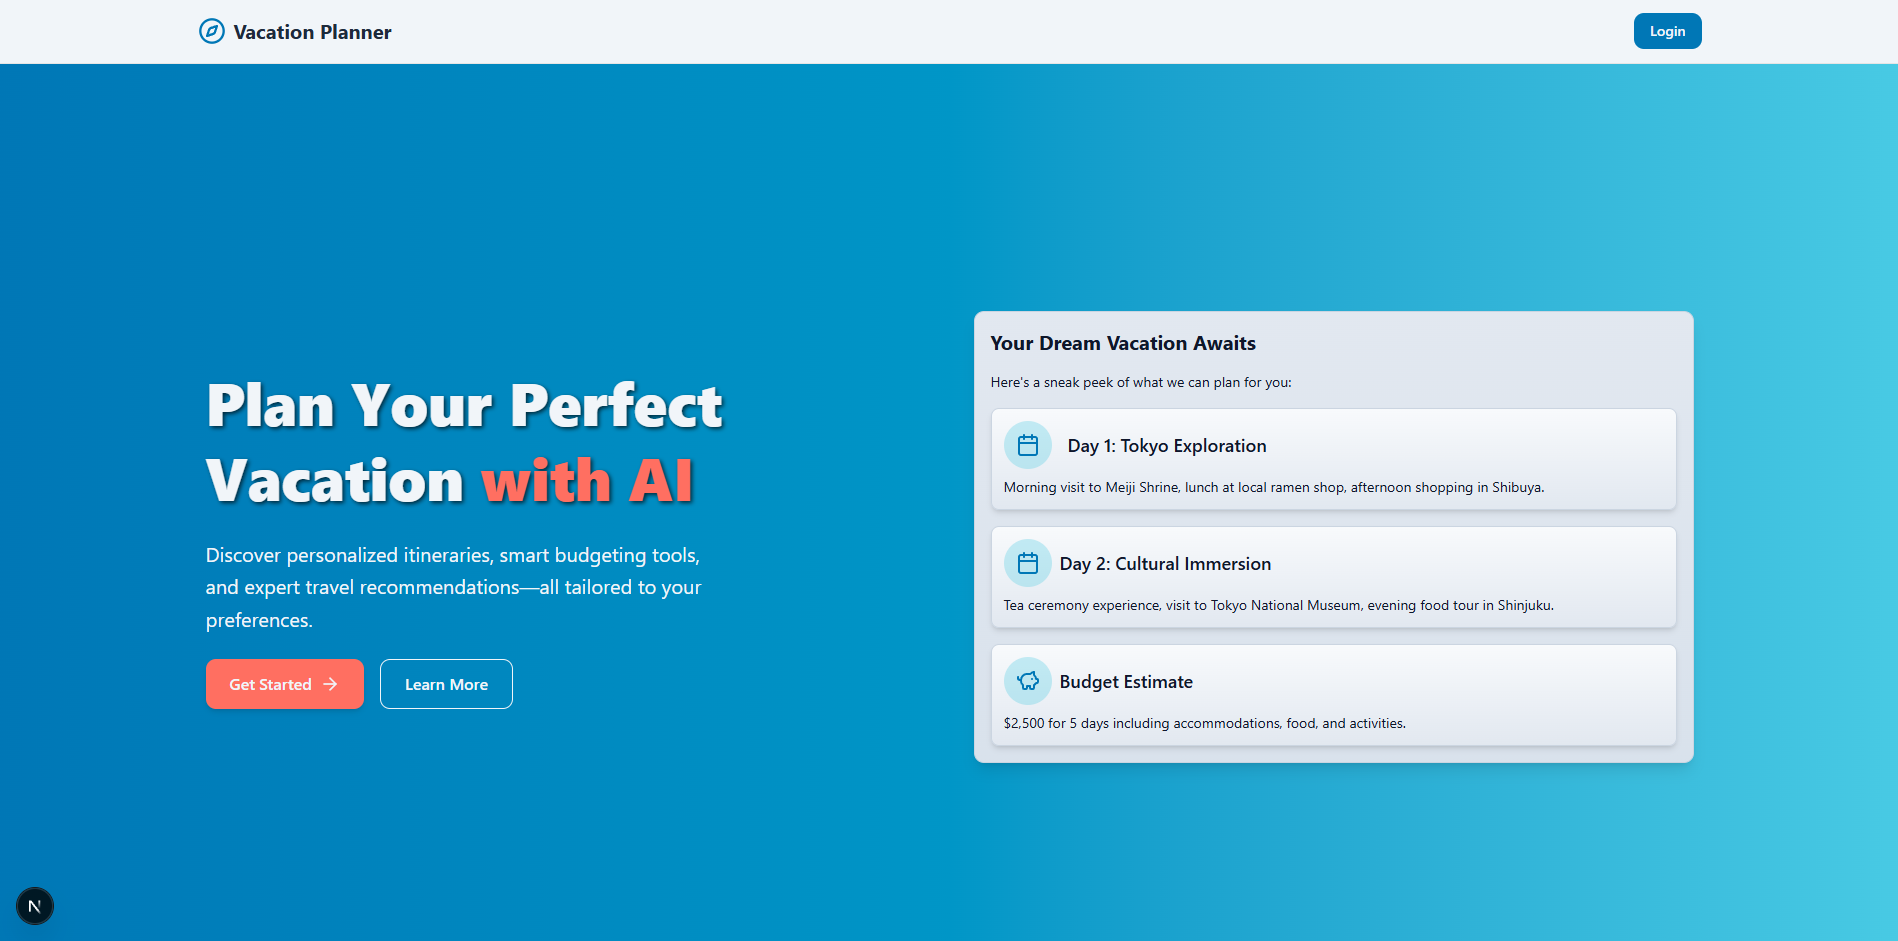 Vacation Planner
Login
Plan Your Perfect
Vacation with AI
Discover personalized itineraries, smart budgeting tools,
and expert travel recommendations—all tailored to your
preferences.
Get Started
Learn More
Your Dream Vacation Awaits
Here's a sneak peek of what we can plan for you:
Day 1: Tokyo Exploration
Morning visit to Meiji Shrine, lunch at local ramen shop, afternoon shopping in Shibuya.
Day 2: Cultural Immersion
Tea ceremony experience, visit to Tokyo National Museum, evening food tour in Shinjuku.
Budget Estimate
$2,500 for 5 days including accommodations, food, and activities.
N